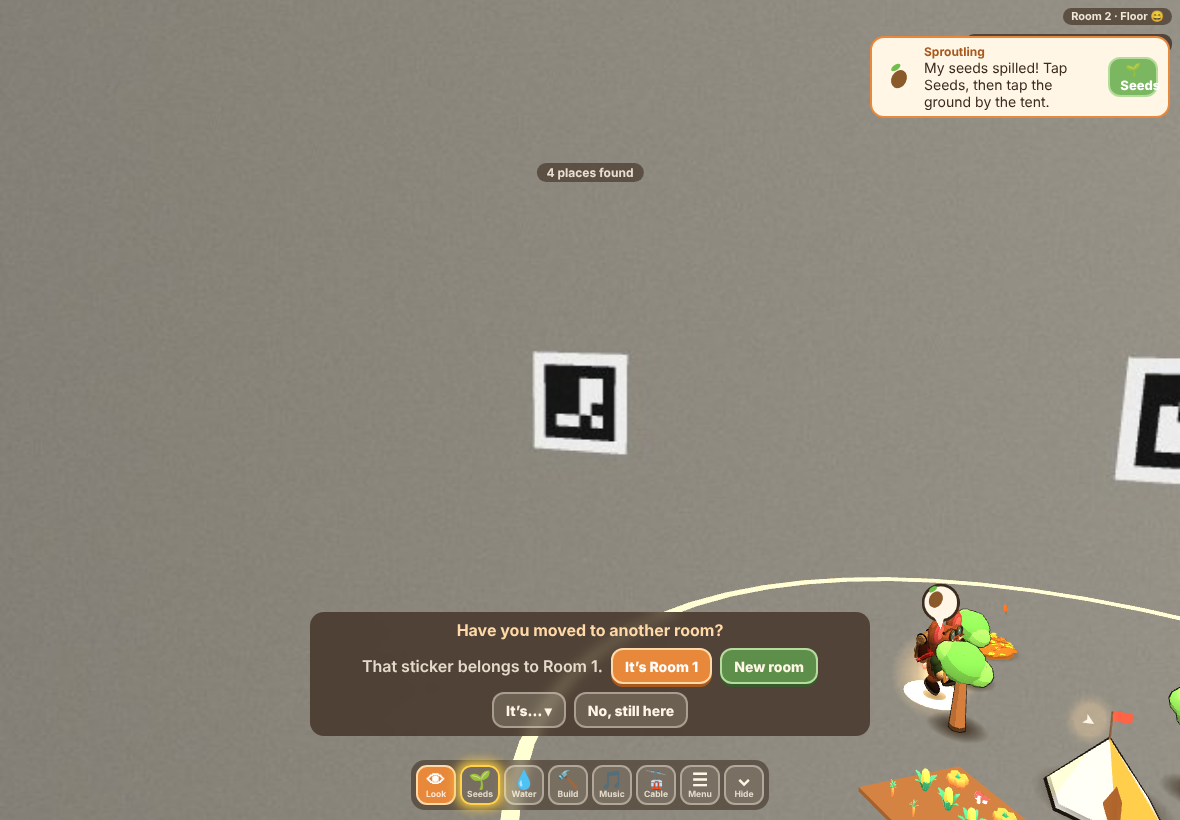 Room 2 · Floor 😄
Sproutling
My seeds spilled! Tap
Seeds, then tap the
ground by the tent.
🌱
Seeds
4 places found
Have you moved to another room?
That sticker belongs to Room 1.
It's Room 1
New room
It's... ▾
No, still here
Look
Seeds
Water
Build
Music
Cable
Menu
Hide